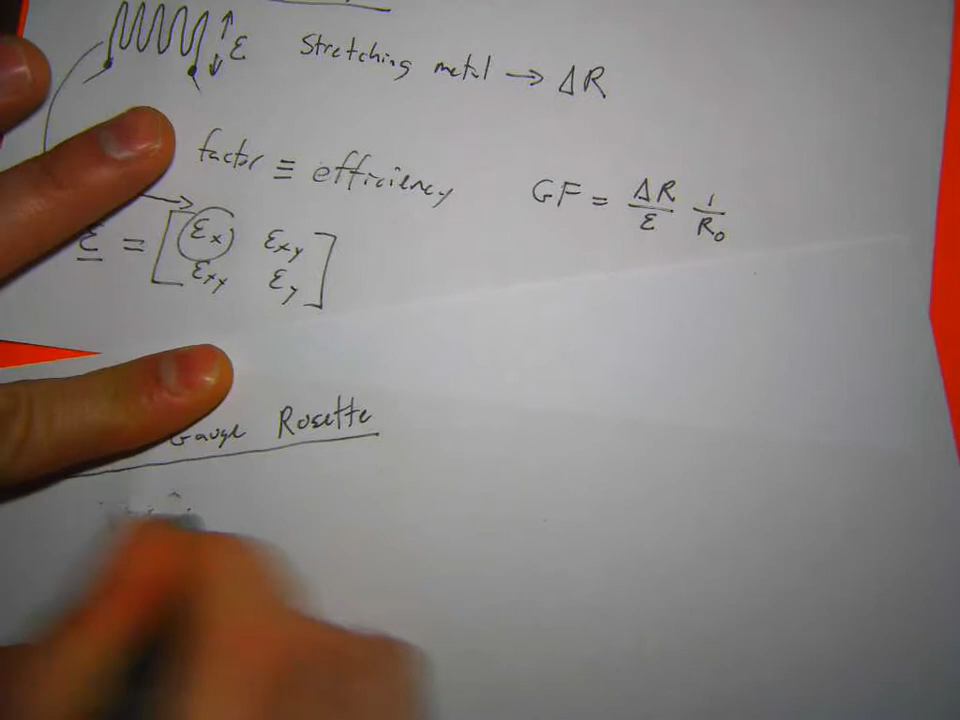 ε Stretching metal → ΔR
factor ≡ efficiency GF = ΔR/ε 1/R₀
ε = [εx εxy
εxy εy]
Gauge Rosette